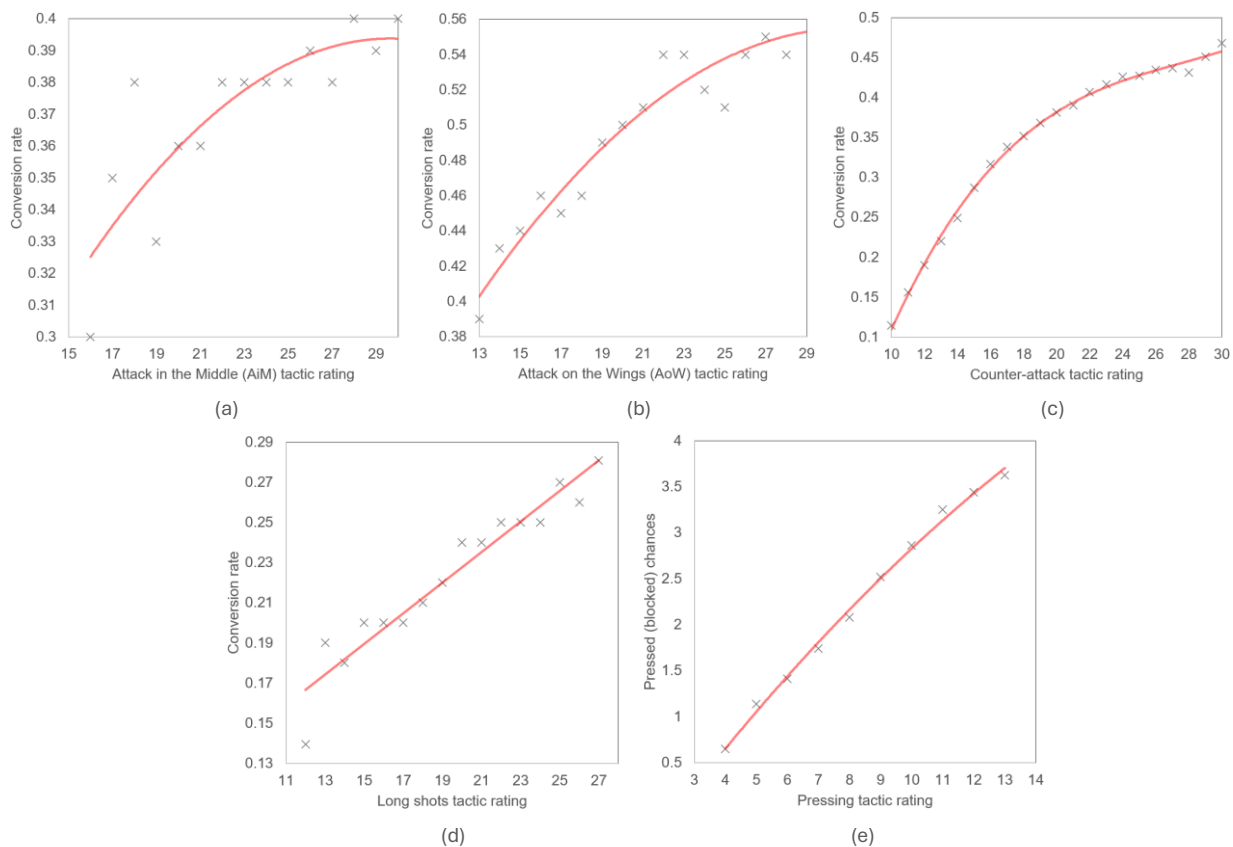 0.4
0.39
0.38
0.37
0.36
0.35
0.34
0.33
0.32
0.31
0.3
Conversion rate
15 17 19 21 23 25 27 29
Attack in the Middle (AiM) tactic rating
(a)
0.56
0.54
0.52
0.5
0.48
0.46
0.44
0.42
0.4
0.38
Conversion rate
13 15 17 19 21 23 25 27 29
Attack on the Wings (AoW) tactic rating
(b)
0.5
0.45
0.4
0.35
0.3
0.25
0.2
0.15
0.1
Conversion rate
10 12 14 16 18 20 22 24 26 28 30
Counter-attack tactic rating
(c)
0.29
0.27
0.25
0.23
0.21
0.19
0.17
0.15
0.13
Conversion rate
11 13 15 17 19 21 23 25 27
Long shots tactic rating
(d)
4
3.5
3
2.5
2
1.5
1
0.5
Pressed (blocked) chances
3 4 5 6 7 8 9 10 11 12 13 14
Pressing tactic rating
(e)